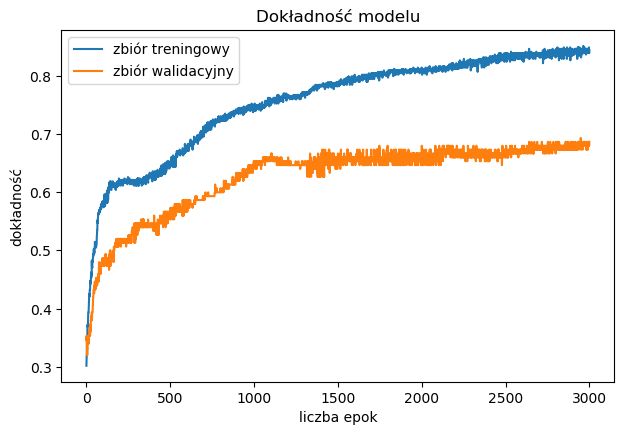 Dokładność modelu
zbiór treningowy
zbiór walidacyjny
dokładność
0.8
0.7
0.6
0.5
0.4
0.3
0
500
1000
1500
2000
2500
3000
liczba epok